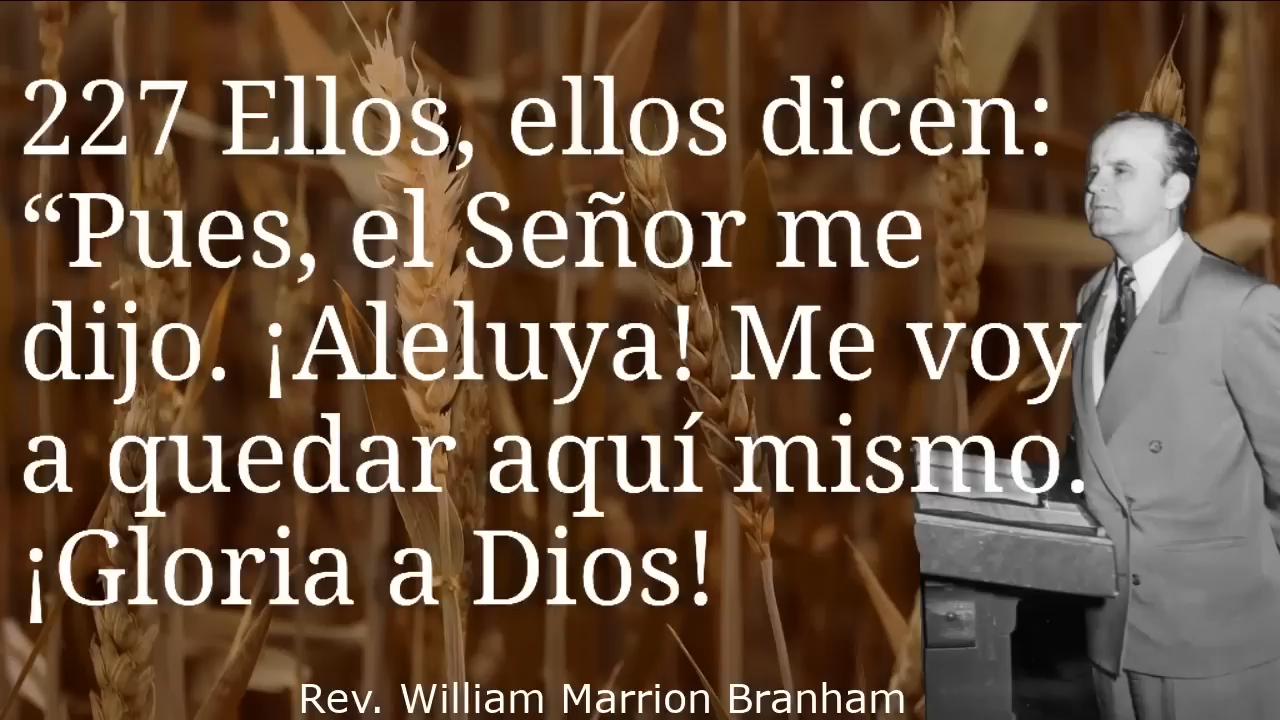 227 Ellos, ellos dicen:
“Pues, el Señor me
dijo. ¡Aleluya! Me voy
a quedar aquí mismo.
¡Gloria a Dios!
Rev. William Marrion Branham